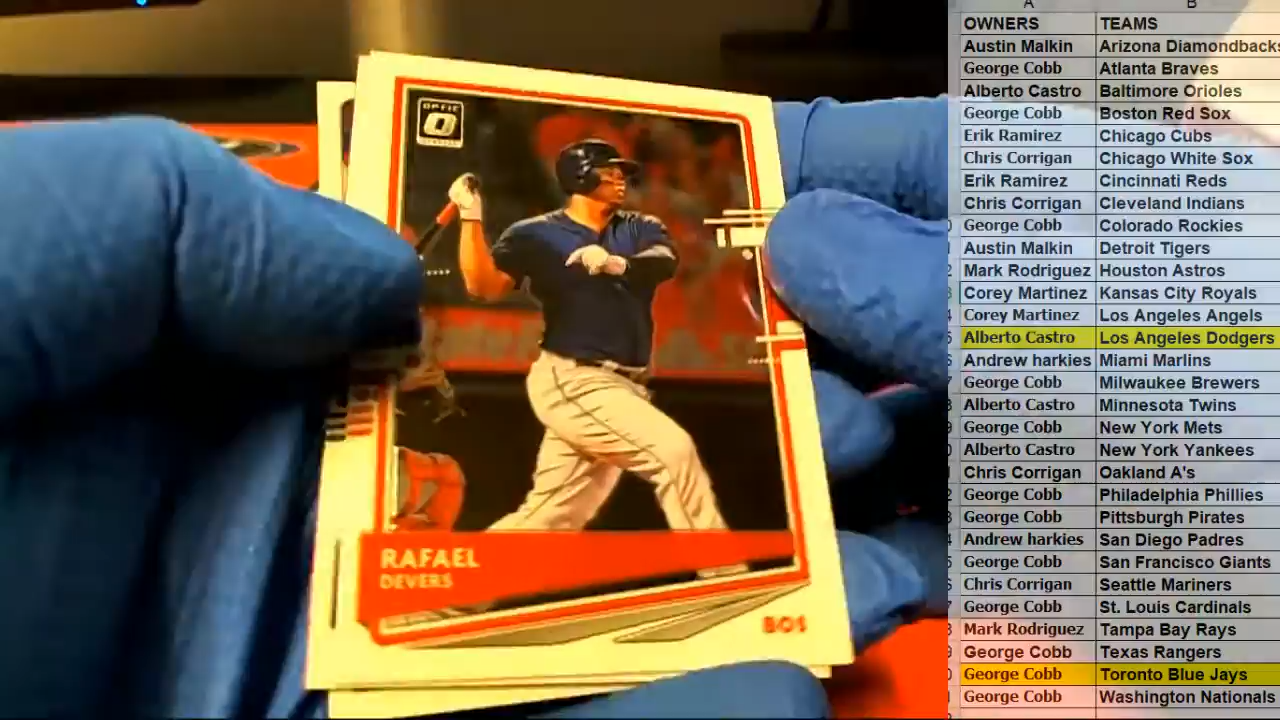 OPTIC
RAFAEL
DEVERS
BOS
A B
OWNERS TEAMS
Austin Malkin Arizona Diamondbacks
George Cobb Atlanta Braves
Alberto Castro Baltimore Orioles
George Cobb Boston Red Sox
Erik Ramirez Chicago Cubs
Chris Corrigan Chicago White Sox
Erik Ramirez Cincinnati Reds
Chris Corrigan Cleveland Indians
George Cobb Colorado Rockies
Austin Malkin Detroit Tigers
Mark Rodriguez Houston Astros
Corey Martinez Kansas City Royals
Corey Martinez Los Angeles Angels
Alberto Castro Los Angeles Dodgers
Andrew harkies Miami Marlins
George Cobb Milwaukee Brewers
Alberto Castro Minnesota Twins
George Cobb New York Mets
Alberto Castro New York Yankees
Chris Corrigan Oakland A's
George Cobb Philadelphia Phillies
George Cobb Pittsburgh Pirates
Andrew harkies San Diego Padres
George Cobb San Francisco Giants
Chris Corrigan Seattle Mariners
George Cobb St. Louis Cardinals
Mark Rodriguez Tampa Bay Rays
George Cobb Texas Rangers
George Cobb Toronto Blue Jays
George Cobb Washington Nationals